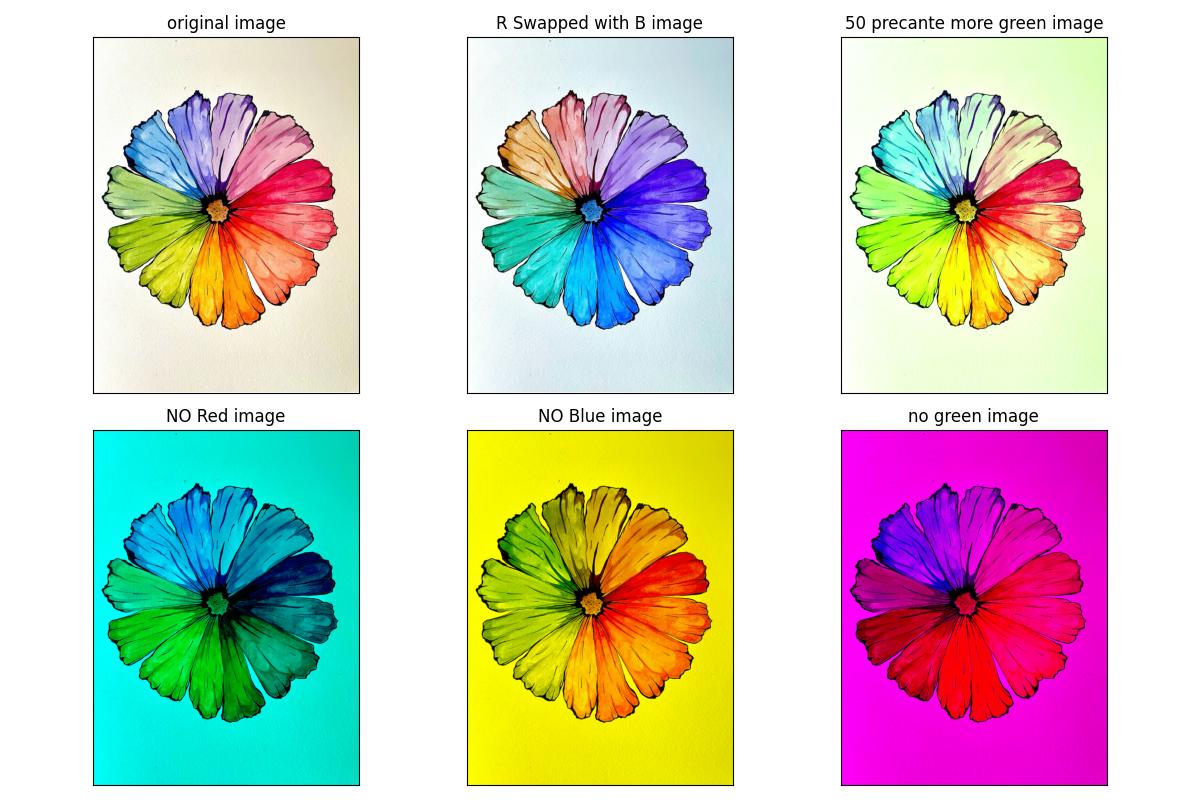 original image
R Swapped with B image
50 precante more green image
NO Red image
NO Blue image
no green image